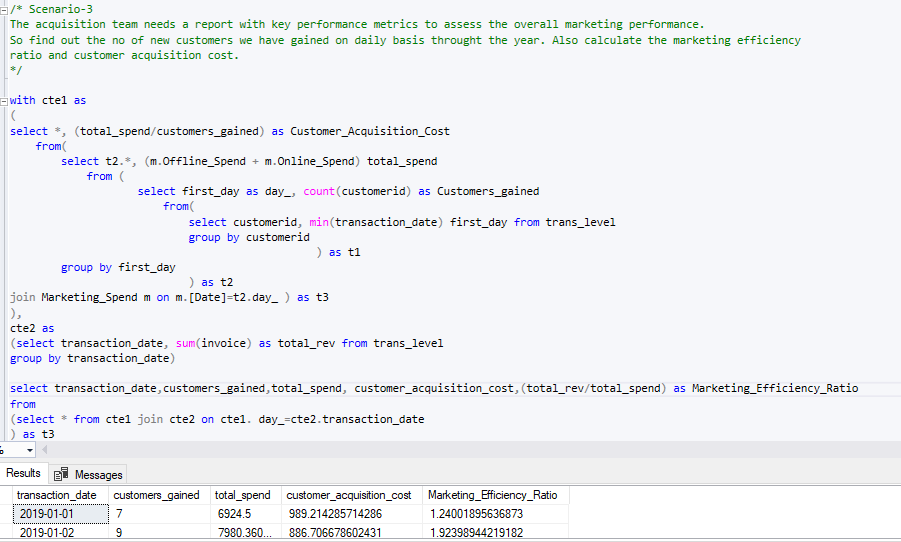 /* Scenario-3
The acquisition team needs a report with key performance metrics to assess the overall marketing performance.
So find out the no of new customers we have gained on daily basis throught the year. Also calculate the marketing efficiency
ratio and customer acquisition cost.
*/
with cte1 as
(
select *, (total_spend/customers_gained) as Customer_Acquisition_Cost
from(
select t2.*, (m.Offline_Spend + m.Online_Spend) total_spend
from (
select first_day as day_, count(customerid) as Customers_gained
from(
select customerid, min(transaction_date) first_day from trans_level
group by customerid
) as t1
group by first_day
) as t2
join Marketing_Spend m on m.[Date]=t2.day_ ) as t3
),
cte2 as
(select transaction_date, sum(invoice) as total_rev from trans_level
group by transaction_date)
select transaction_date,customers_gained,total_spend, customer_acquisition_cost,(total_rev/total_spend) as Marketing_Efficiency_Ratio
from
(select * from cte1 join cte2 on cte1. day_=cte2.transaction_date
) as t3
Results Messages
transaction_date customers_gained total_spend customer_acquisition_cost Marketing_Efficiency_Ratio
2019-01-01 7 6924.5 989.214285714286 1.24001895636873
2019-01-02 9 7980.360... 886.706678602431 1.92398944219182